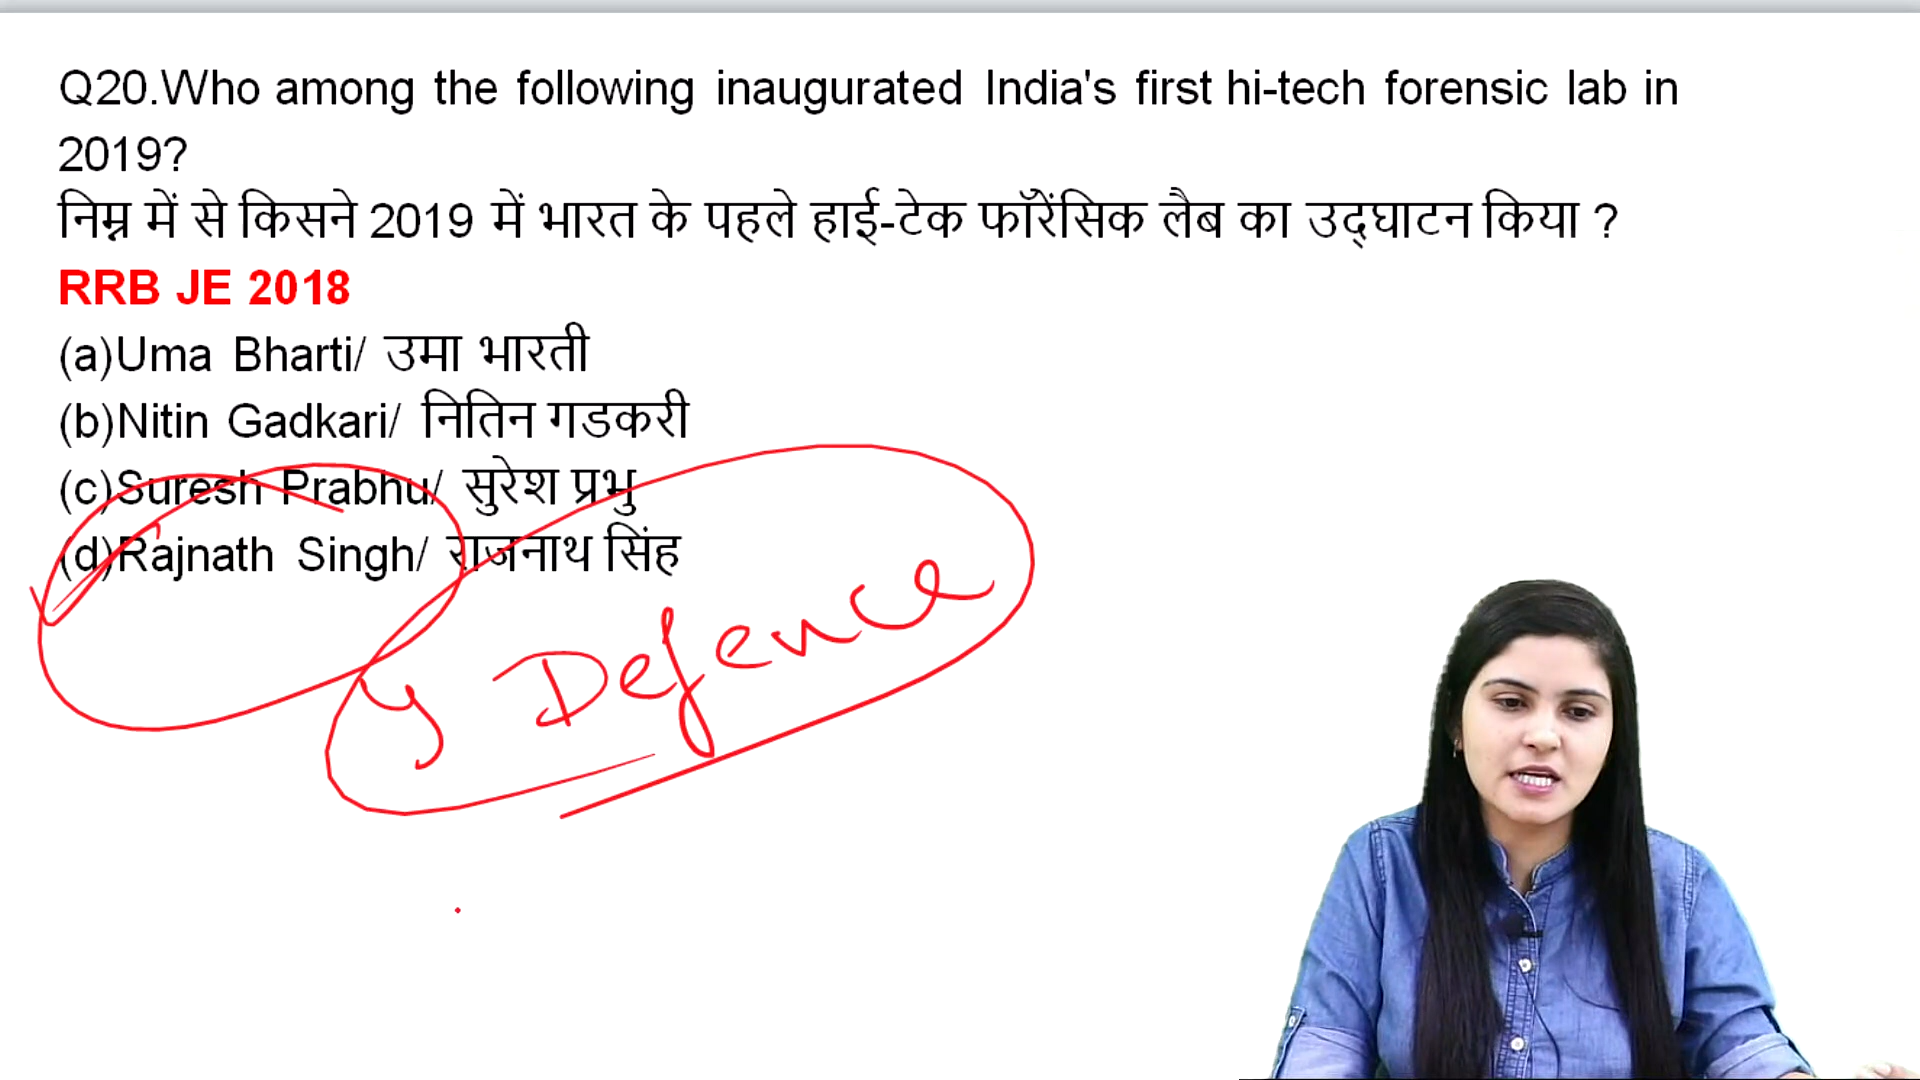 Q20.Who among the following inaugurated India's first hi-tech forensic lab in
2019?
निम्न में से किसने 2019 में भारत के पहले हाई-टेक फॉरेंसिक लैब का उद्घाटन किया ?
RRB JE 2018
(a)Uma Bharti/ उमा भारती
(b)Nitin Gadkari/ नितिन गडकरी
(c)Suresh Prabhu/ सुरेश प्रभु
(d)Rajnath Singh/ राजनाथ सिंह
Defence